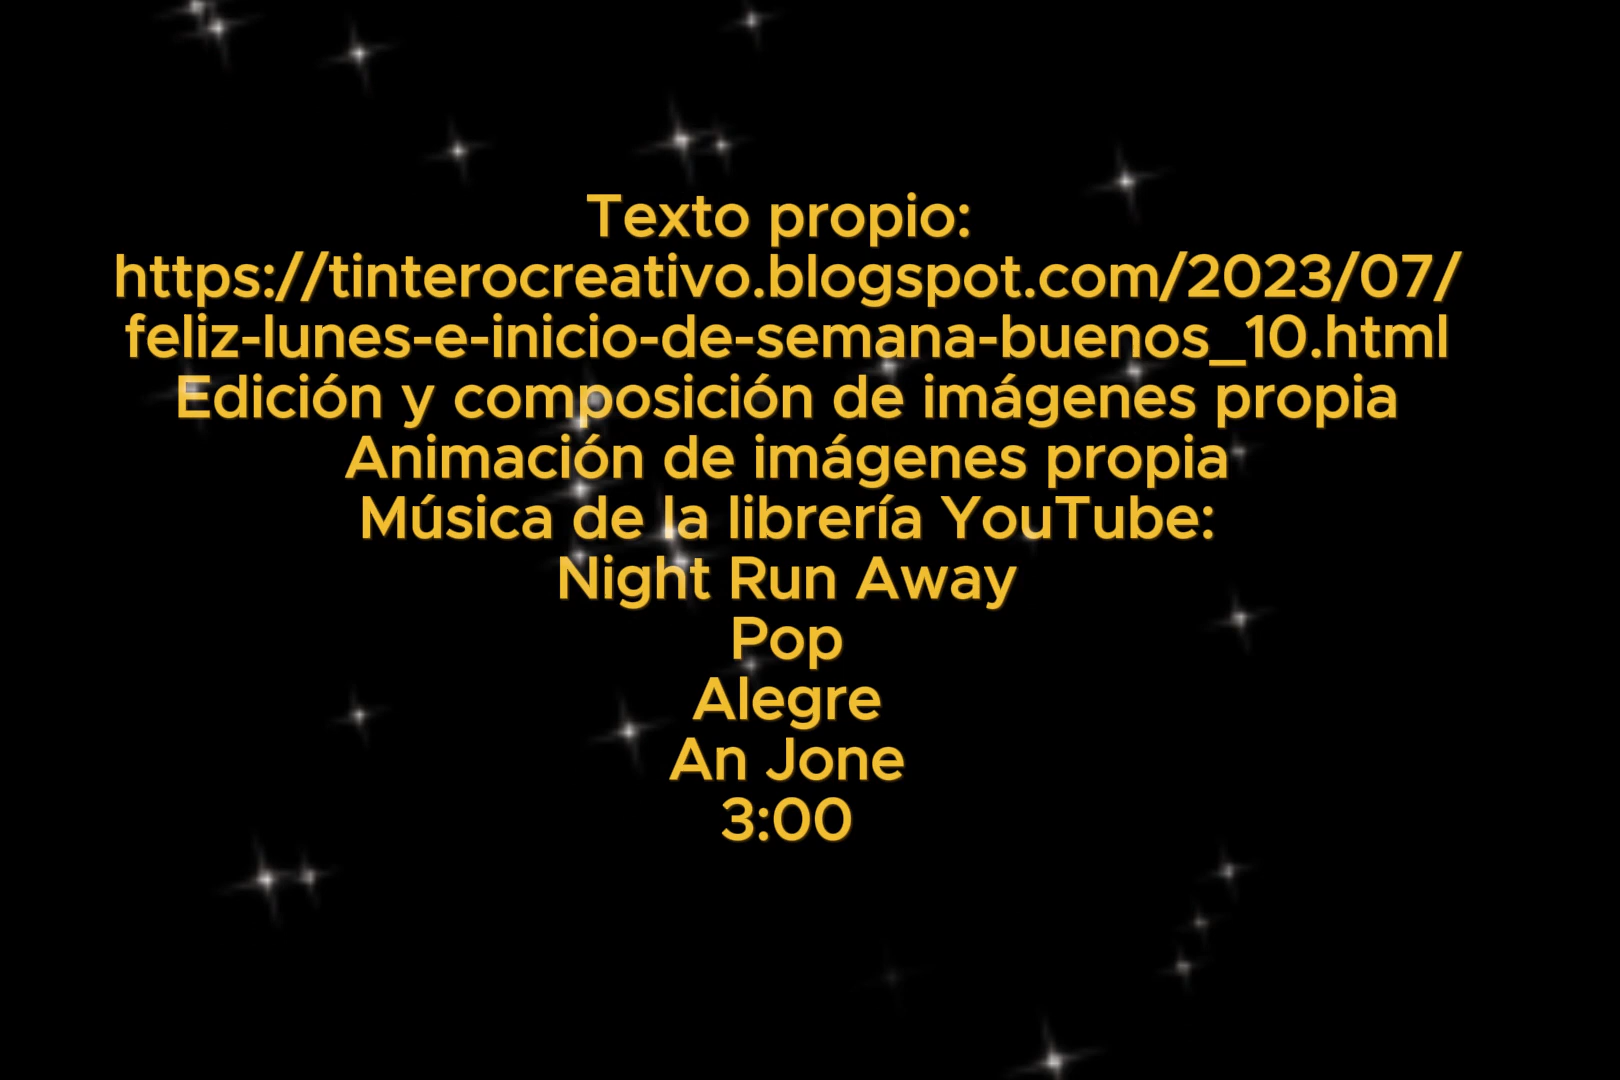 Texto propio:
https://tinterocreativo.blogspot.com/2023/07/
feliz-lunes-e-inicio-de-semana-buenos_10.html
Edición y composición de imágenes propia
Animación de imágenes propia
Música de la librería YouTube:
Night Run Away
Pop
Alegre
An Jone
3:00